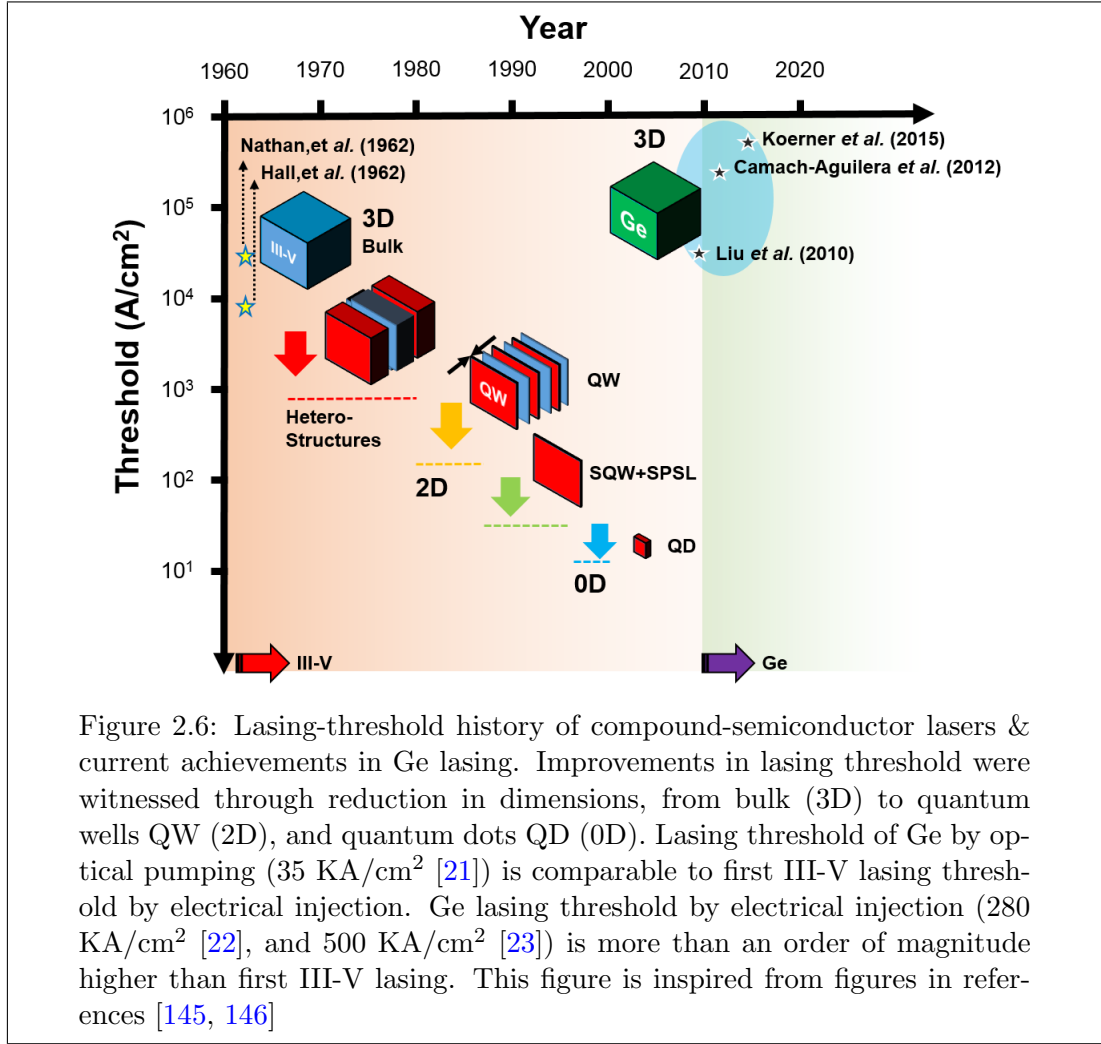 Year
1960 1970 1980 1990 2000 2010 2020
Threshold (A/cm²)
10⁶
10⁵
10⁴
10³
10²
10¹
Nathan,et al. (1962)
Hall,et al. (1962)
3D
Bulk
III-V
3D
Ge
Koerner et al. (2015)
Camach-Aguilera et al. (2012)
Liu et al. (2010)
Hetero-
Structures
QW
QW
2D
SQW+SPSL
QD
0D
III-V
Ge
Figure 2.6: Lasing-threshold history of compound-semiconductor lasers &
current achievements in Ge lasing. Improvements in lasing threshold were
witnessed through reduction in dimensions, from bulk (3D) to quantum
wells QW (2D), and quantum dots QD (0D). Lasing threshold of Ge by op-
tical pumping (35 KA/cm² [21]) is comparable to first III-V lasing thresh-
old by electrical injection. Ge lasing threshold by electrical injection (280
KA/cm² [22], and 500 KA/cm² [23]) is more than an order of magnitude
higher than first III-V lasing. This figure is inspired from figures in refer-
ences [145, 146]